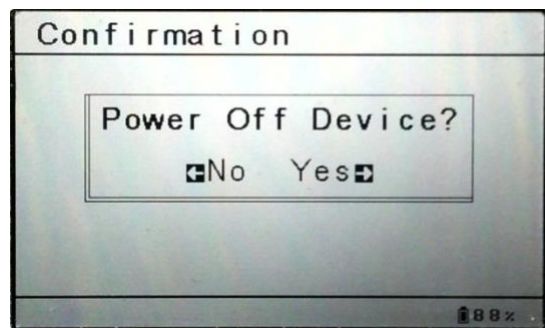 Confirmation
Power Off Device?
No Yes
88%